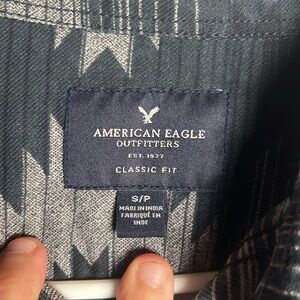 AMERICAN EAGLE
OUTFITTERS
EST. 1977
CLASSIC FIT
S/P
MADE IN INDIA
FABRIQUÉ EN
INDE